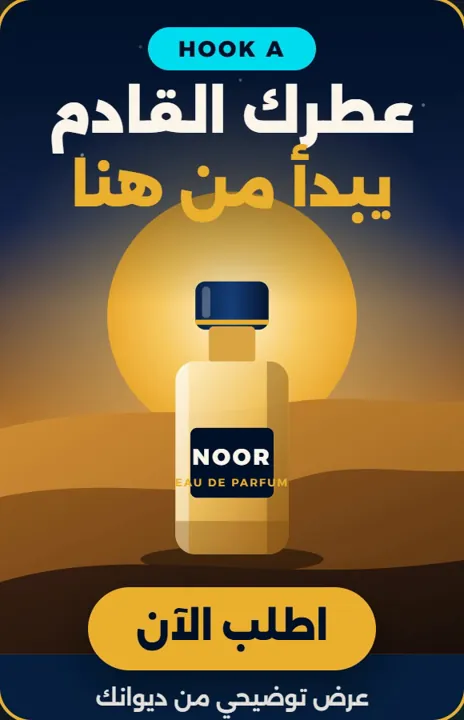 HOOK A
عطرك القادم
يبدأ من هنا
NOOR
EAU DE PARFUM
اطلب الآن
عرض توضيحي من ديوانك